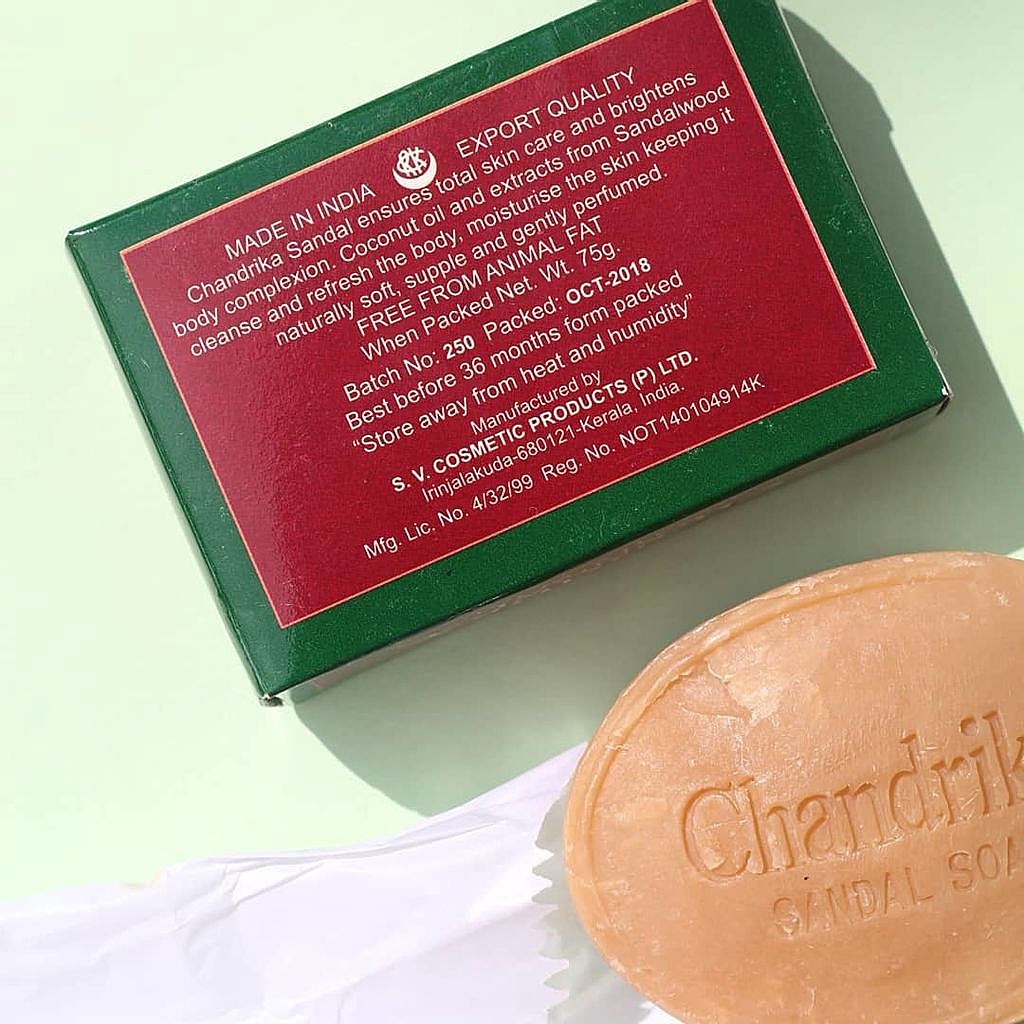 MADE IN INDIA EXPORT QUALITY
Chandrika Sandal ensures total skin care and brightens
body complexion. Coconut oil and extracts from Sandalwood
cleanse and refresh the body, moisturise the skin keeping it
naturally soft, supple and gently perfumed.
FREE FROM ANIMAL FAT
When Packed Net. Wt. 75g.
Batch No: 250 Packed: OCT-2018
Best before 36 months form packed
“Store away from heat and humidity”
Manufactured by
S. V. COSMETIC PRODUCTS (P) LTD.
Irinjalakuda-680121-Kerala, India.
Mfg. Lic. No. 4/32/99 Reg. No. NOT140104914K
Chandrik
SANDAL SOA